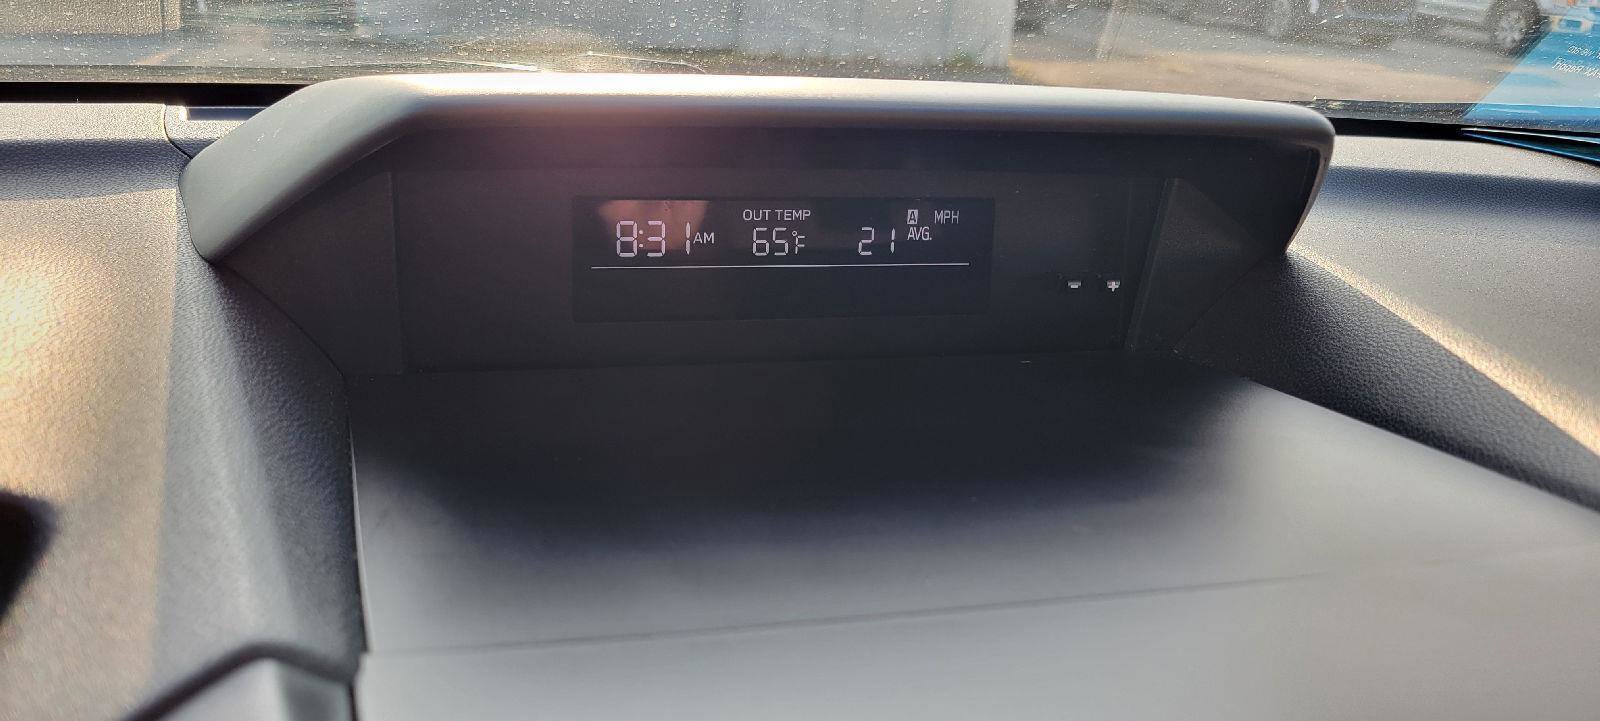 8:31 AM
OUT TEMP
65°F
21
A MPH
AVG.
- +